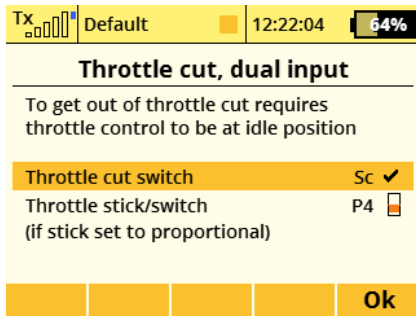 Tx Default 12:22:04 64%
Throttle cut, dual input
To get out of throttle cut requires
throttle control to be at idle position
Throttle cut switch Sc ✔
Throttle stick/switch P4
(if stick set to proportional)
Ok